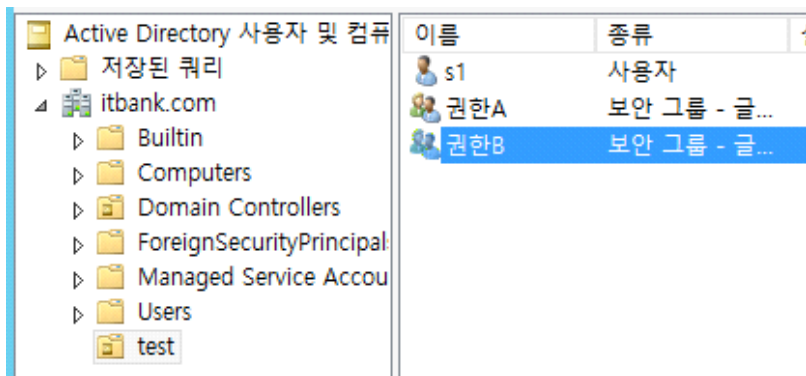 Active Directory 사용자 및 컴퓨
저장된 쿼리
itbank.com
Builtin
Computers
Domain Controllers
ForeignSecurityPrincipal
Managed Service Accou
Users
test
이름 종류
s1 사용자
권한A 보안 그룹 - 글...
권한B 보안 그룹 - 글...